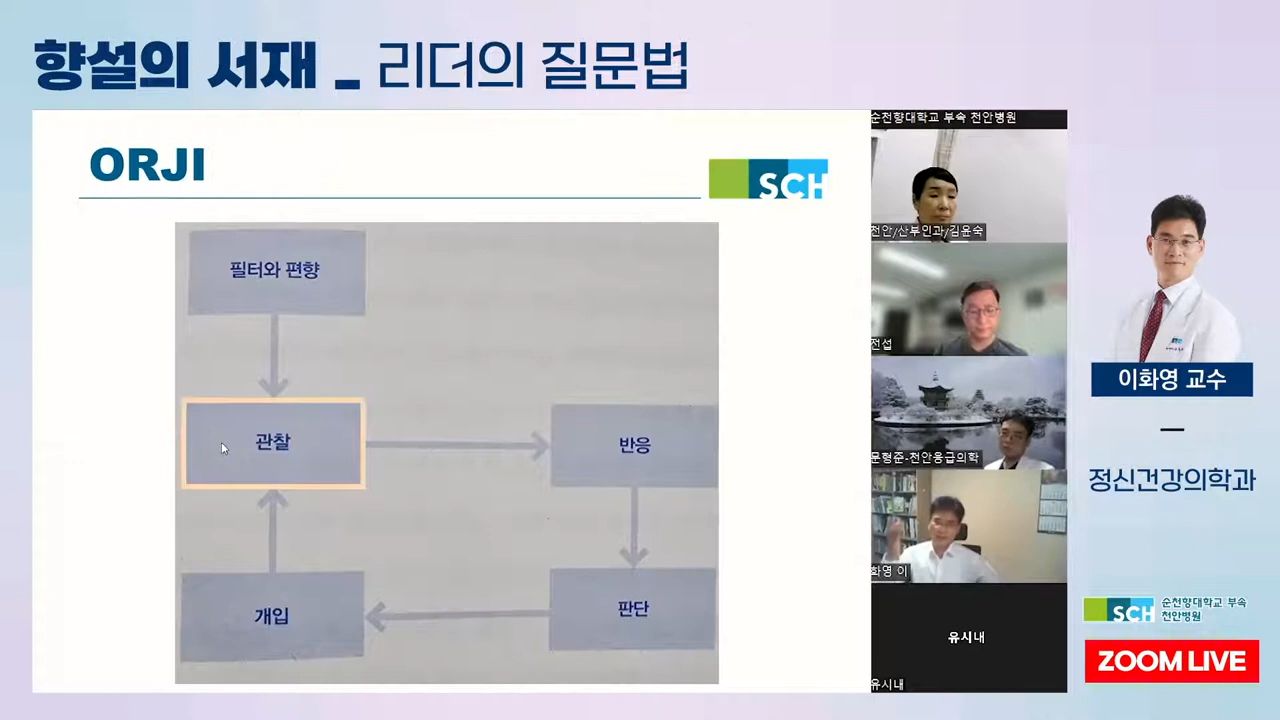 향설의 서재 _ 리더의 질문법
ORJI
SCH
필터와 편향
관찰
반응
개입
판단
순천향대학교 부속 천안병원
천안/산부인과/김윤숙
전섭
문형준-천안응급의학
화영 이
유시내
유시내
이화영 교수
정신건강의학과
SCH 순천향대학교 부속
천안병원
ZOOM LIVE